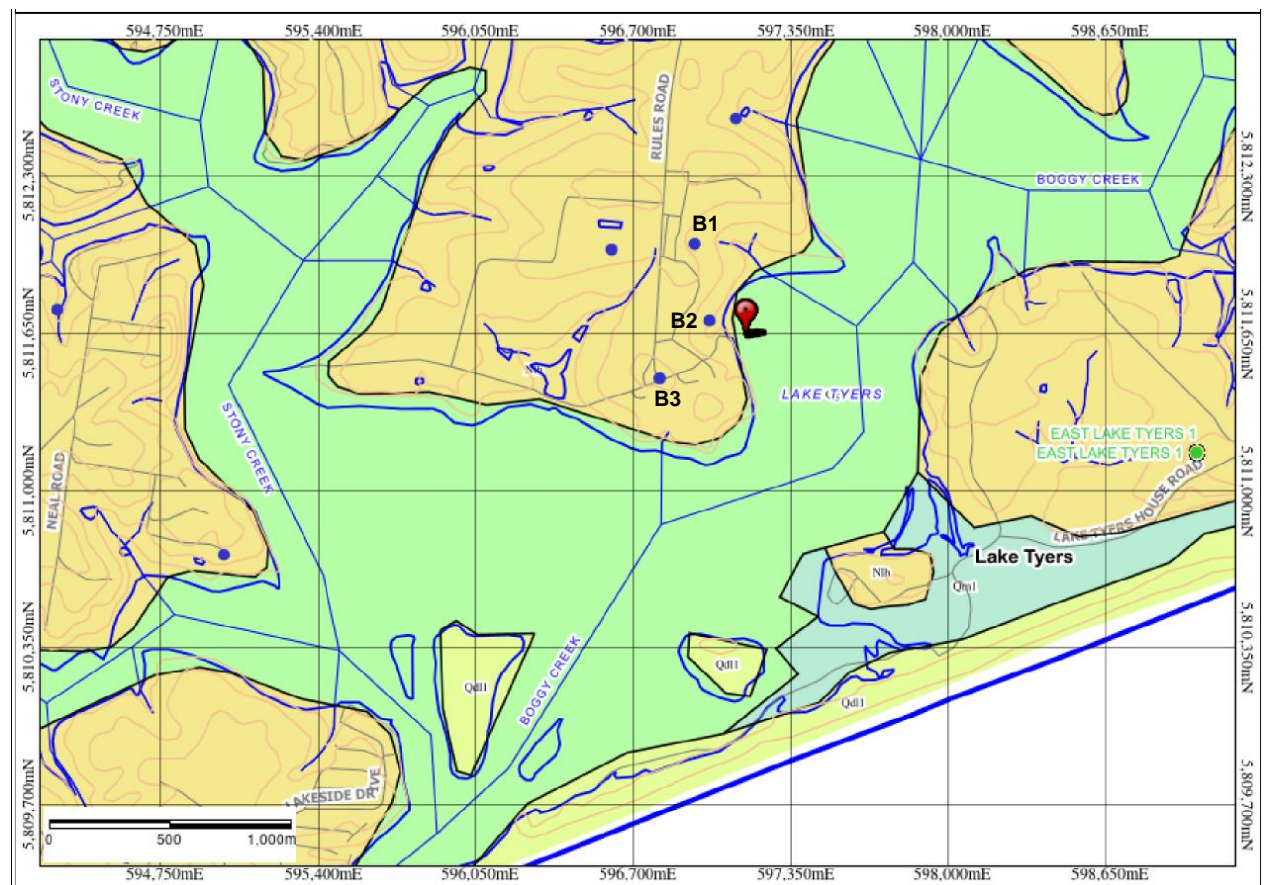 594,750mE 595,400mE 596,050mE 596,700mE 597,350mE 598,000mE 598,650mE
STONY CREEK
RULES ROAD
5,812,300mN
5,812,300mN
BOGGY CREEK
B1
B2
5,811,650mN
5,811,650mN
B3
LAKE TYERS
STONY CREEK
EAST LAKE TYERS 1
EAST LAKE TYERS 1
NEAL ROAD
5,811,000mN
5,811,000mN
LAKE TYERS HOUSE ROAD
Lake Tyers
Nlb
Qm1
5,810,350mN
5,810,350mN
Qdl1
Qdl1
BOGGY CREEK
Qdl1
LAKESIDE DRIVE
5,809,700mN
5,809,700mN
0 500 1,000m
594,750mE 595,400mE 596,050mE 596,700mE 597,350mE 598,000mE 598,650mE